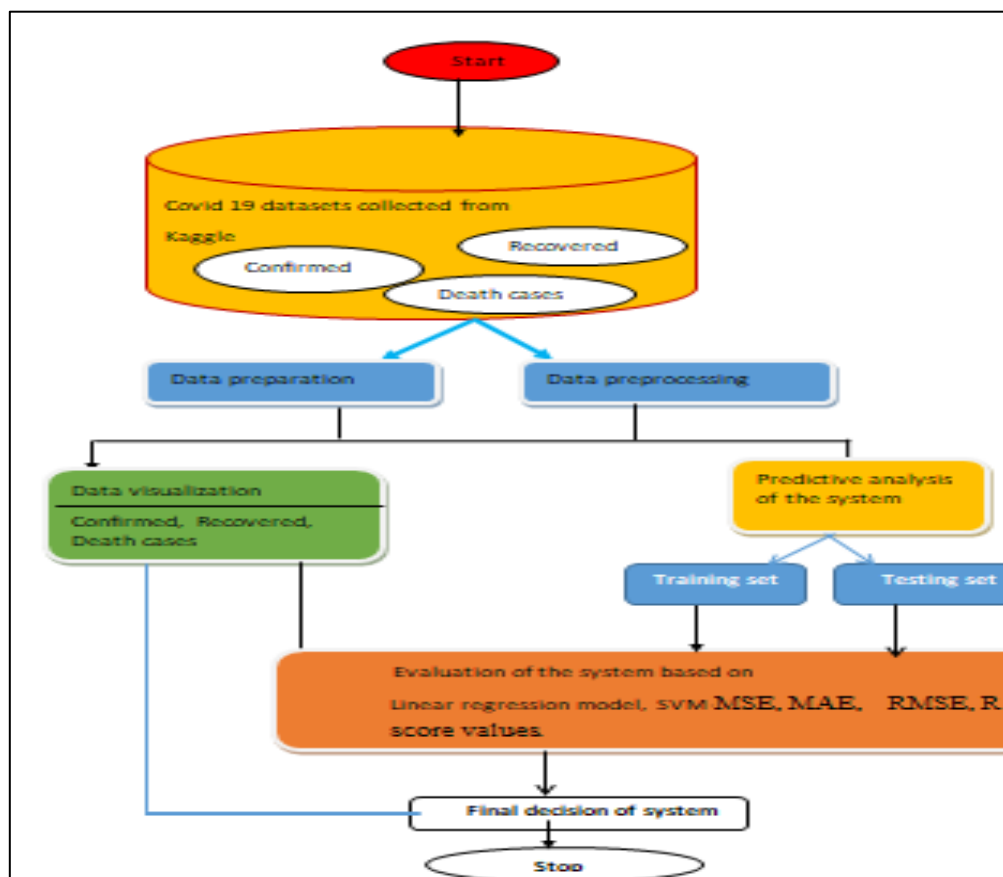 Start
Covid 19 datasets collected from
Kaggle
Recovered
Confirmed
Death cases
Data preparation
Data preprocessing
Data visualization
Confirmed, Recovered,
Death cases
Predictive analysis
of the system
Training set
Testing set
Evaluation of the system based on
Linear regression model, SVM MSE, MAE, RMSE, R
score values.
Final decision of system
Stop